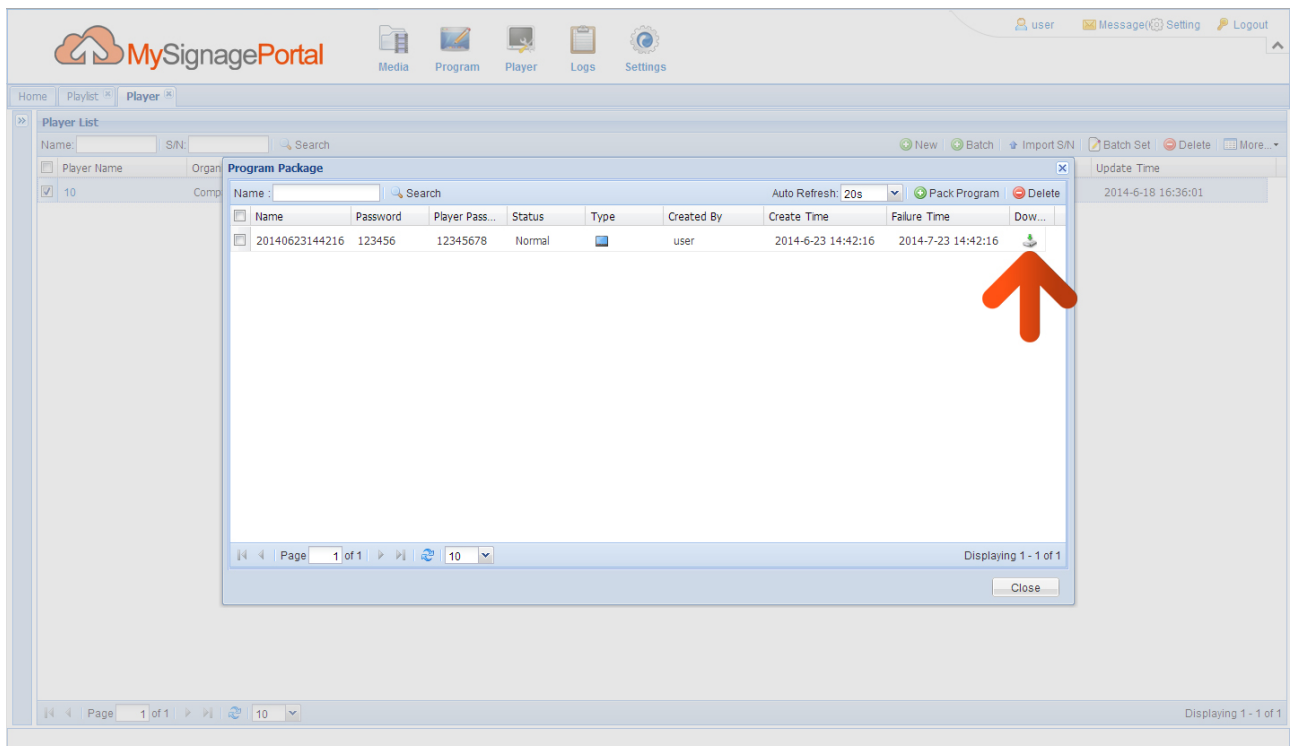 user Message(0) Setting Logout
MySignagePortal
Media Program Player Logs Settings
Home Playlist Player
Player List
Name: S/N: Search New Batch Import S/N Batch Set Delete More...
Player Name Organ Update Time
10 Comp 2014-6-18 16:36:01
Program Package
Name : Search Auto Refresh: 20s Pack Program Delete
Name Password Player Pass... Status Type Created By Create Time Failure Time Dow...
20140623144216 123456 12345678 Normal user 2014-6-23 14:42:16 2014-7-23 14:42:16
Page 1 of 1 10 Displaying 1 - 1 of 1
Close
Page 1 of 1 10 Displaying 1 - 1 of 1